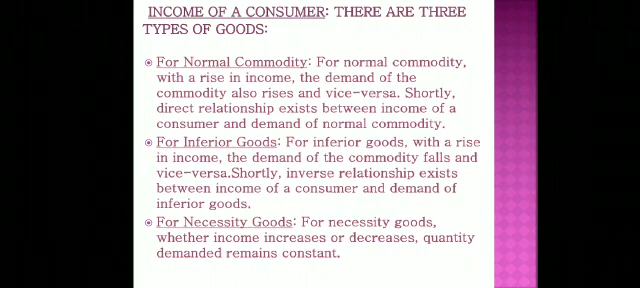 INCOME OF A CONSUMER: THERE ARE THREE
TYPES OF GOODS:
For Normal Commodity: For normal commodity,
with a rise in income, the demand of the
commodity also rises and vice-versa. Shortly,
direct relationship exists between income of a
consumer and demand of normal commodity.
For Inferior Goods: For inferior goods, with a rise
in income, the demand of the commodity falls and
vice-versa.Shortly, inverse relationship exists
between income of a consumer and demand of
inferior goods.
For Necessity Goods: For necessity goods,
whether income increases or decreases, quantity
demanded remains constant.